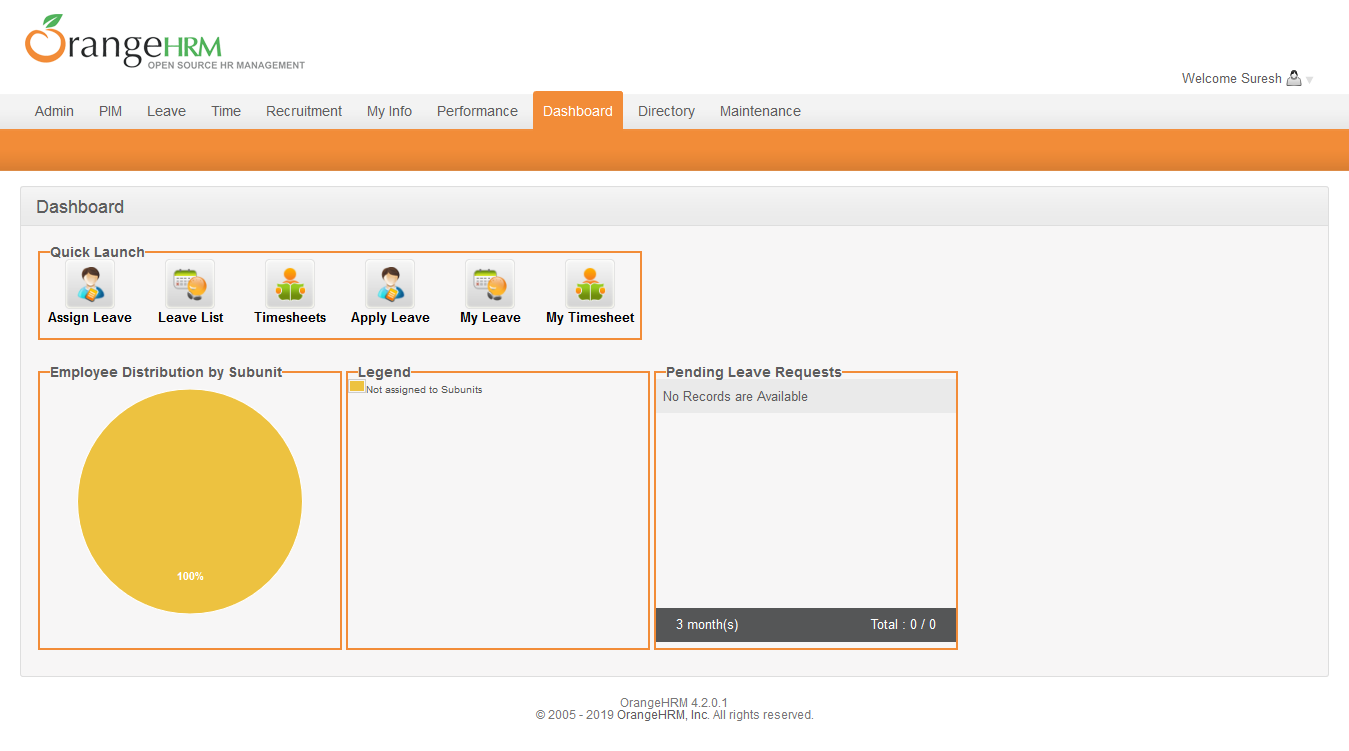 OrangeHRM
OPEN SOURCE HR MANAGEMENT
Welcome Suresh
Admin PIM Leave Time Recruitment My Info Performance Dashboard Directory Maintenance
Dashboard
Quick Launch
Assign Leave Leave List Timesheets Apply Leave My Leave My Timesheet
Employee Distribution by Subunit
100%
Legend
Not assigned to Subunits
Pending Leave Requests
No Records are Available
3 month(s) Total : 0 / 0
OrangeHRM 4.2.0.1
© 2005 - 2019 OrangeHRM, Inc. All rights reserved.